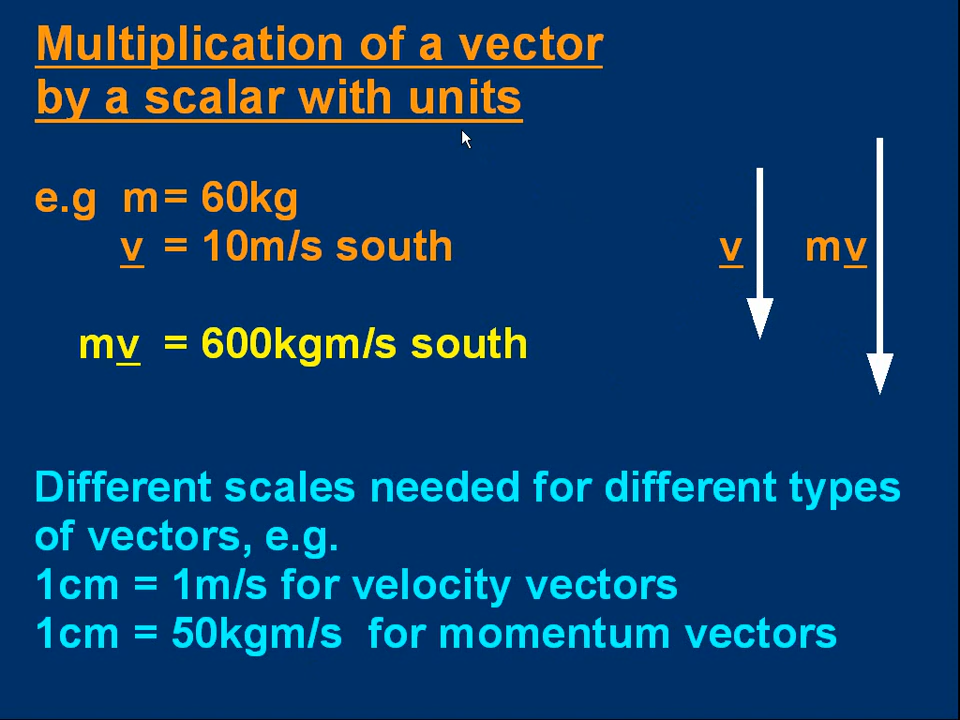 Multiplication of a vector
by a scalar with units
e.g m = 60kg
v = 10m/s south
v mv
mv = 600kgm/s south
Different scales needed for different types
of vectors, e.g.
1cm = 1m/s for velocity vectors
1cm = 50kgm/s for momentum vectors